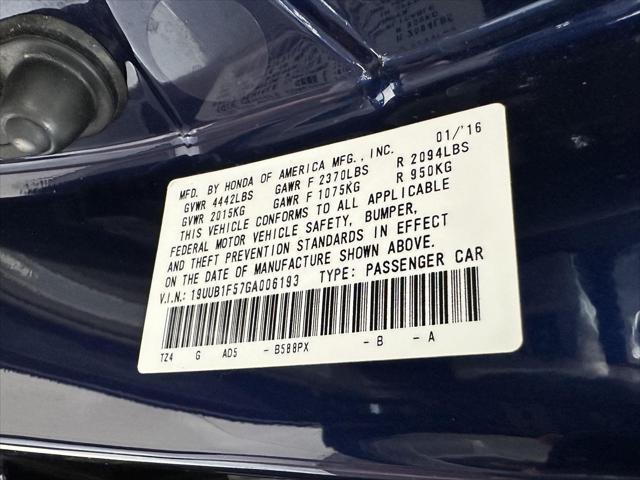 MFD. BY HONDA OF AMERICA MFG., INC. 01/'16
GVWR 4442LBS GAWR F 2370LBS R 2094LBS
GVWR 2015KG GAWR F 1075KG R 950KG
THIS VEHICLE CONFORMS TO ALL APPLICABLE
FEDERAL MOTOR VEHICLE SAFETY, BUMPER,
AND THEFT PREVENTION STANDARDS IN EFFECT
ON THE DATE OF MANUFACTURE SHOWN ABOVE.
V.I.N.: 19UUB1F57GA006193 TYPE: PASSENGER CAR
TZ4 G AD5 - B588PX - B - A